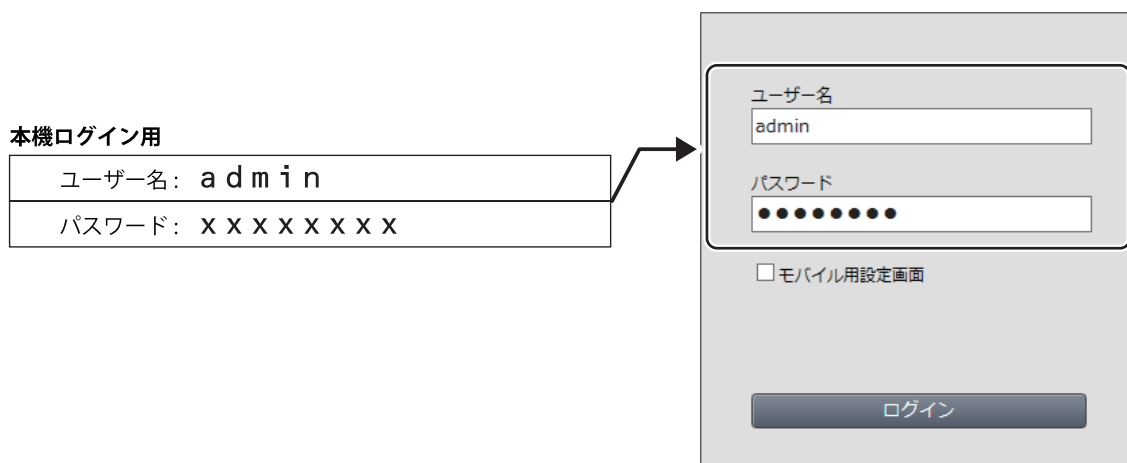 本機ログイン用
ユーザー名： ａｄｍｉｎ
パスワード： ｘｘｘｘｘｘｘｘ
ユーザー名
admin
パスワード
●●●●●●●●
モバイル用設定画面
ログイン